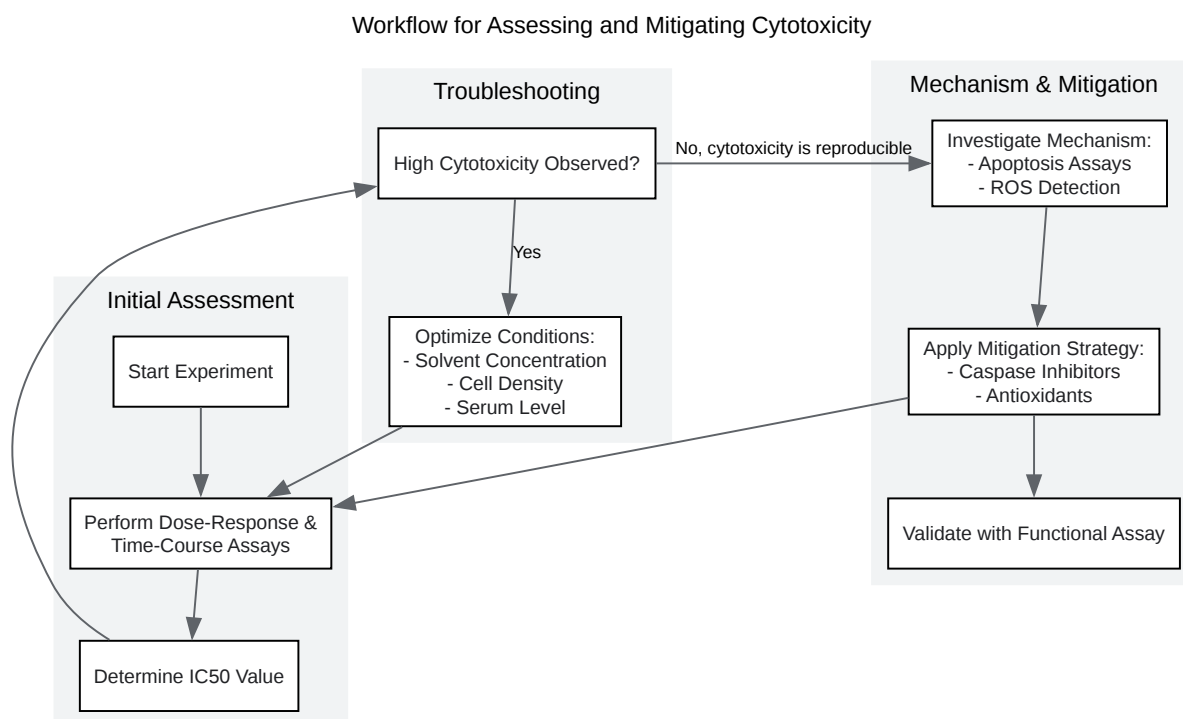 Workflow for Assessing and Mitigating Cytotoxicity
Troubleshooting
High Cytotoxicity Observed?
Yes
Optimize Conditions:
- Solvent Concentration
- Cell Density
- Serum Level
No, cytotoxicity is reproducible
Mechanism & Mitigation
Investigate Mechanism:
- Apoptosis Assays
- ROS Detection
Apply Mitigation Strategy:
- Caspase Inhibitors
- Antioxidants
Validate with Functional Assay
Initial Assessment
Start Experiment
Perform Dose-Response &
Time-Course Assays
Determine IC50 Value